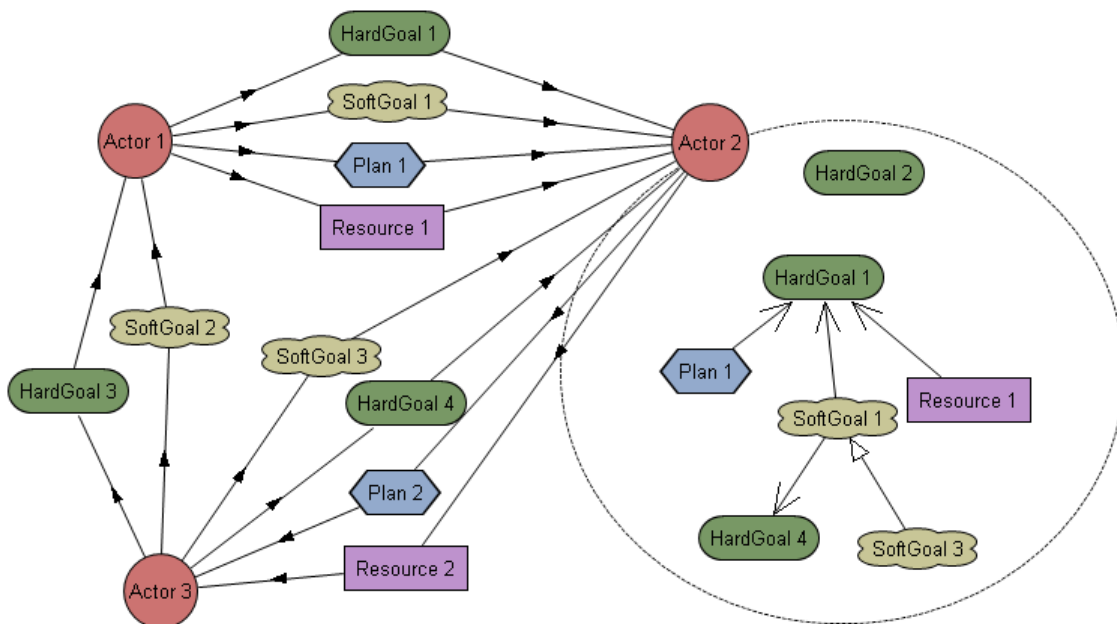 HardGoal 1
SoftGoal 1
Actor 1
Actor 2
Plan 1
HardGoal 2
Resource 1
HardGoal 1
SoftGoal 2
SoftGoal 3
Plan 1
HardGoal 3
HardGoal 4
Resource 1
SoftGoal 1
Plan 2
HardGoal 4
SoftGoal 3
Resource 2
Actor 3